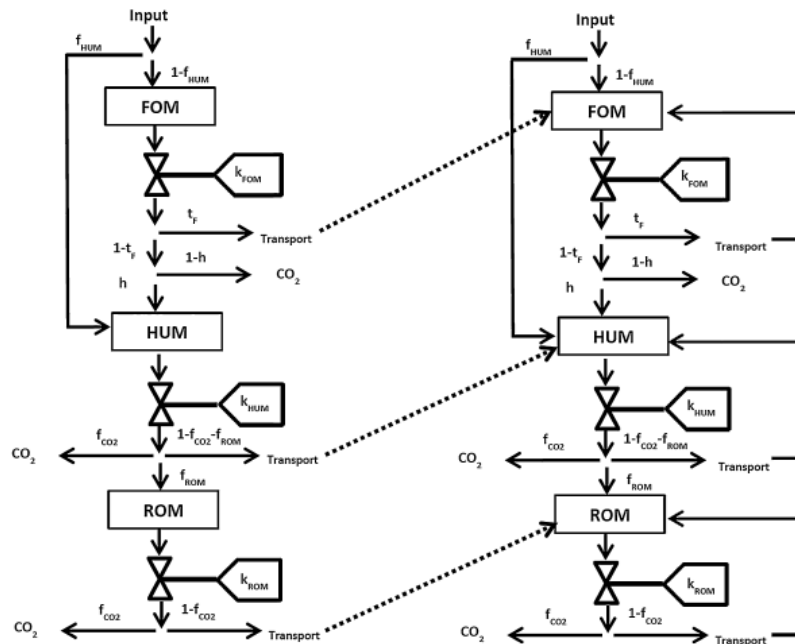 Input
f_HUM
1-f_HUM
FOM
k_FOM
t_F
Transport
1-t_F
1-h
CO_2
h
HUM
k_HUM
f_CO2
1-f_CO2-f_ROM
CO_2
Transport
f_ROM
ROM
k_ROM
f_CO2
1-f_CO2
CO_2
Transport
Input
f_HUM
1-f_HUM
FOM
k_FOM
t_F
Transport
1-t_F
1-h
CO_2
h
HUM
k_HUM
f_CO2
1-f_CO2-f_ROM
CO_2
Transport
f_ROM
ROM
k_ROM
f_CO2
1-f_CO2
CO_2
Transport